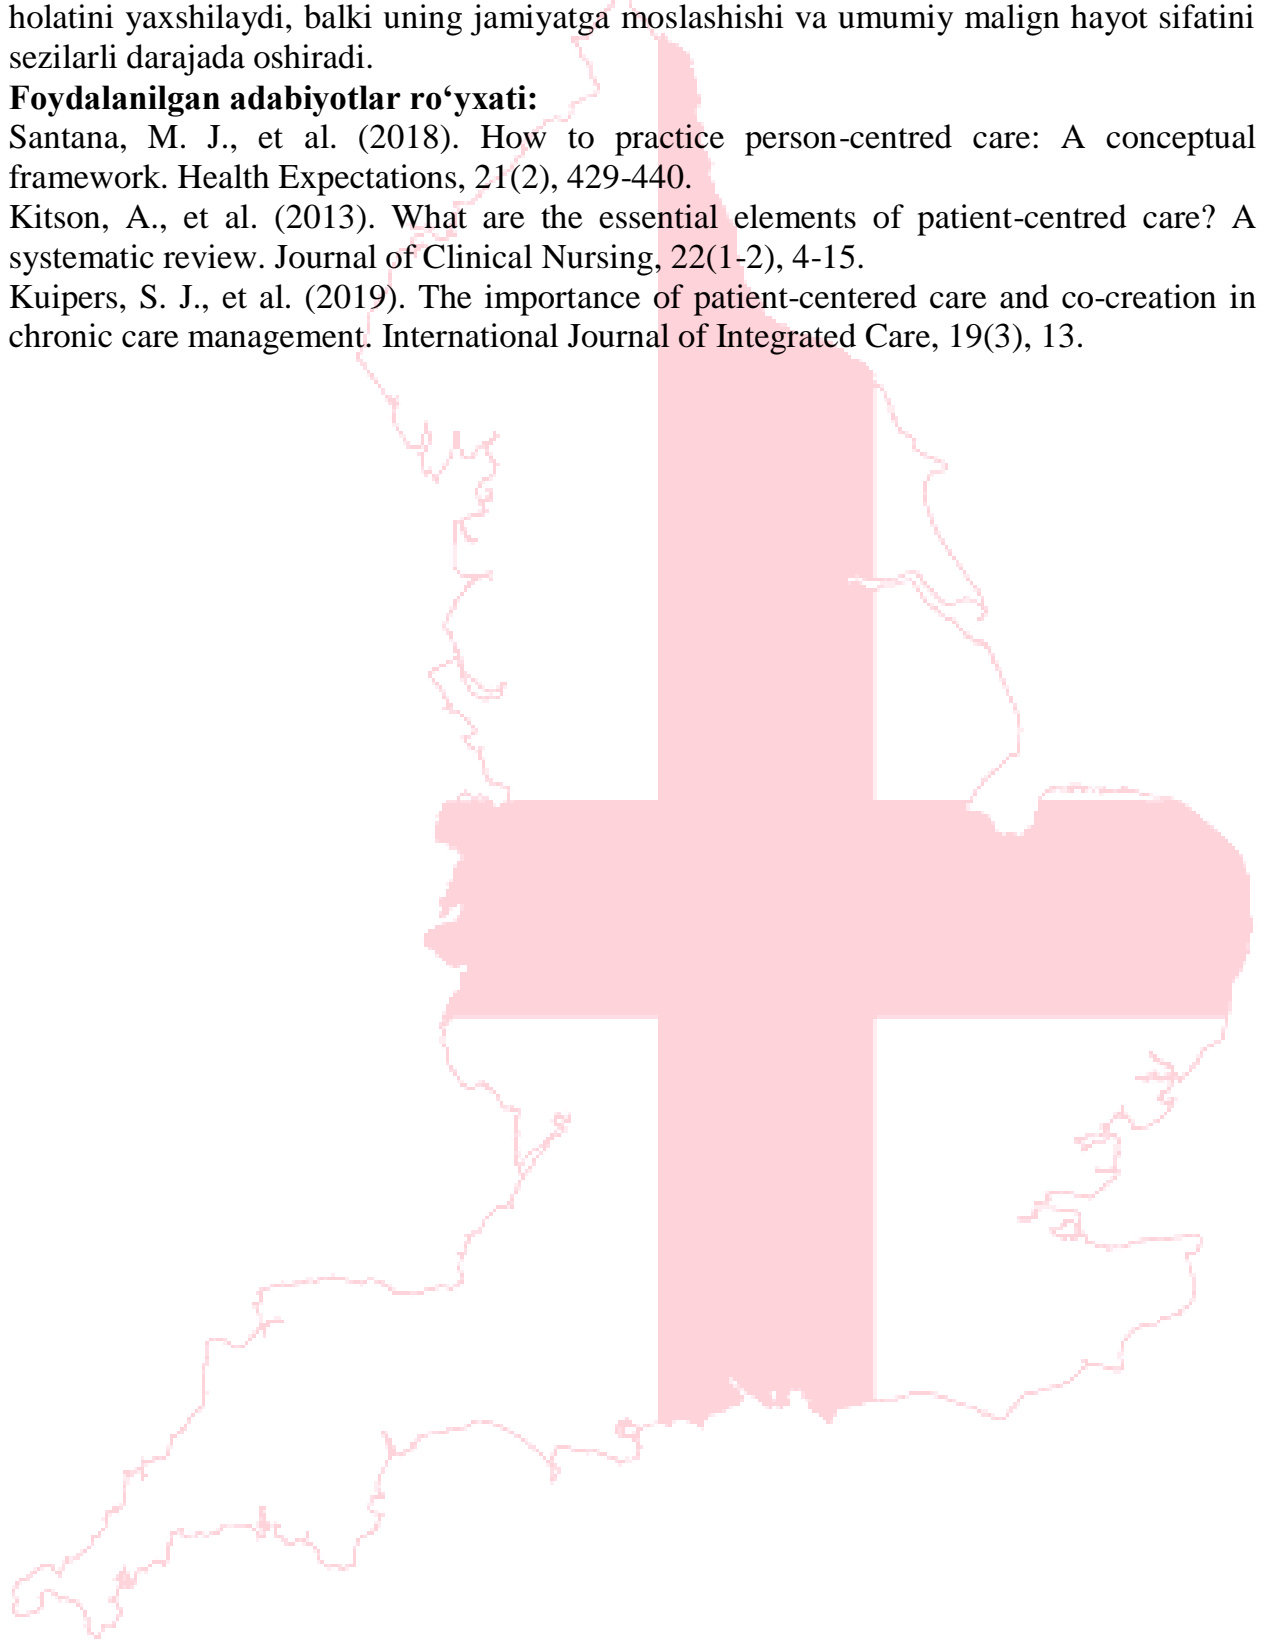 holatini yaxshilaydi, balki uning jamiyatga moslashishi va umumiy malign hayot sifatini
sezilarli darajada oshiradi.
Foydalanilgan adabiyotlar ro‘yxati:
Santana, M. J., et al. (2018). How to practice person-centred care: A conceptual
framework. Health Expectations, 21(2), 429-440.
Kitson, A., et al. (2013). What are the essential elements of patient-centred care? A
systematic review. Journal of Clinical Nursing, 22(1-2), 4-15.
Kuipers, S. J., et al. (2019). The importance of patient-centered care and co-creation in
chronic care management. International Journal of Integrated Care, 19(3), 13.